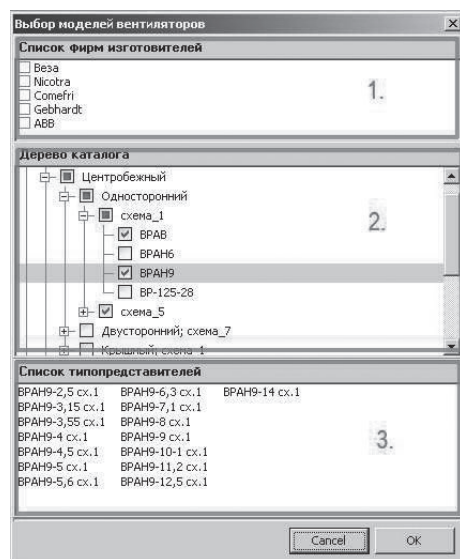 Выбор моделей вентиляторов
Список фирм изготовителей
Веза
Nicotra
Comefri
Gebhardt
ABB
1.
Дерево каталога
Центробежный
Односторонний
схема_1
ВРАВ
ВРАН6
ВРАН9
ВР-125-28
схема_5
Двусторонний; схема_7
Крышный; схема_1
2.
Список типопредставителей
ВРАН9-2,5 сх.1 ВРАН9-6,3 сх.1 ВРАН9-14 сх.1
ВРАН9-3,15 сх.1 ВРАН9-7,1 сх.1
ВРАН9-3,55 сх.1 ВРАН9-8 сх.1
ВРАН9-4 сх.1 ВРАН9-9 сх.1
ВРАН9-4,5 сх.1 ВРАН9-10-1 сх.1
ВРАН9-5 сх.1 ВРАН9-11,2 сх.1
ВРАН9-5,6 сх.1 ВРАН9-12,5 сх.1
3.
Cancel OK